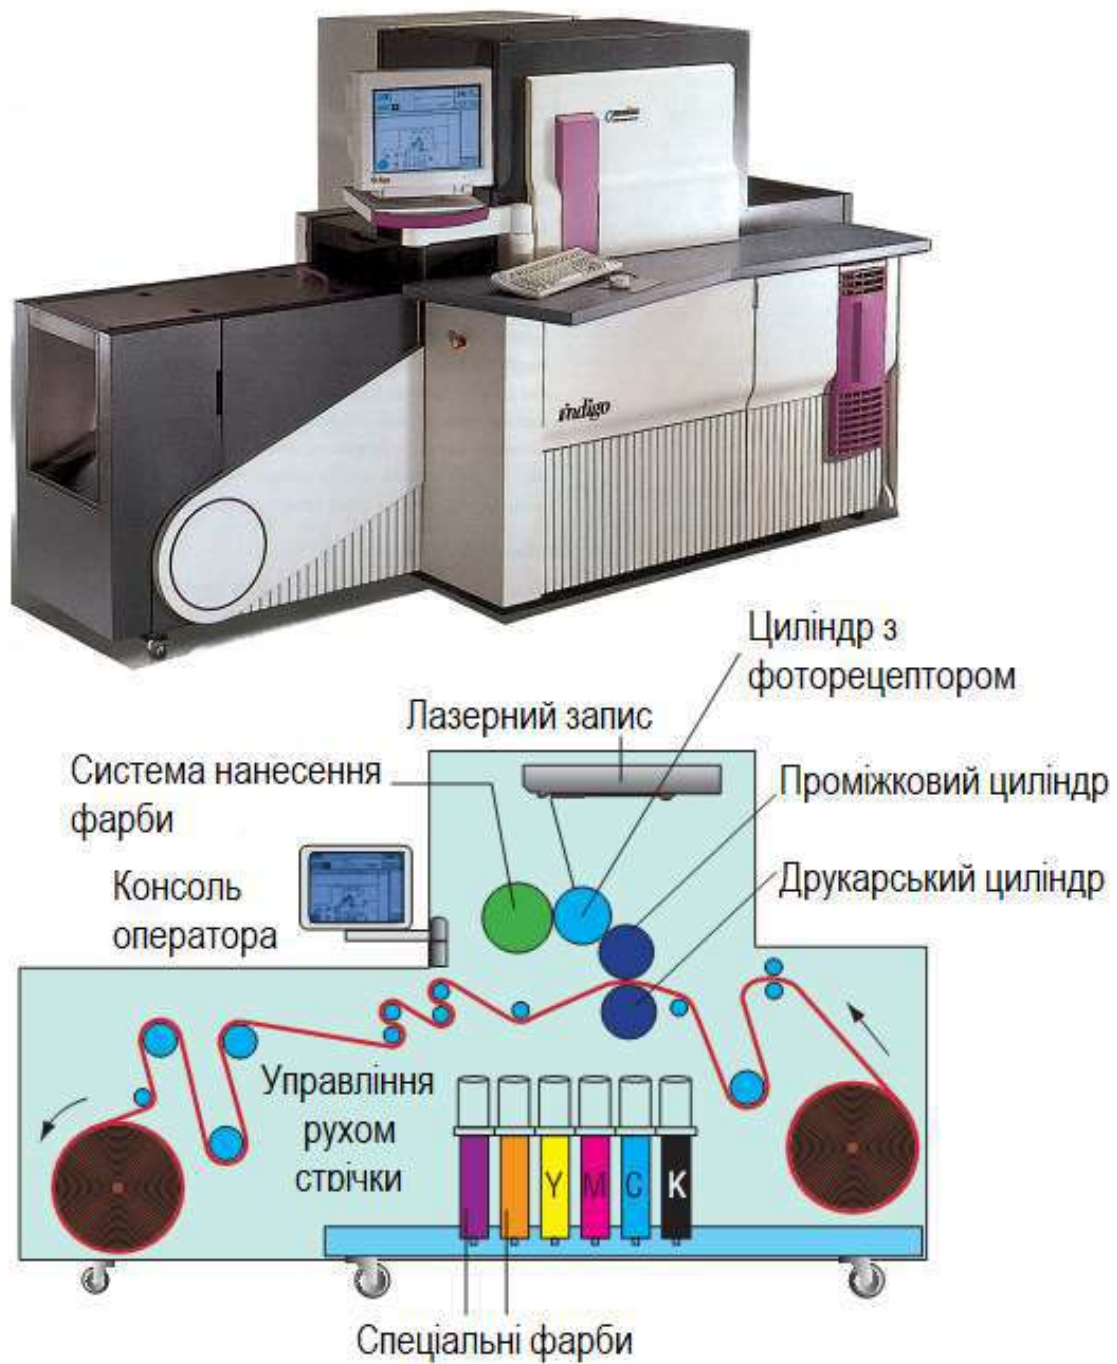 indigo
Циліндр з
фоторецептором
Лазерний запис
Система нанесення
фарби
Проміжковий циліндр
Консоль
оператора
Друкарський циліндр
Управління
рухом
стрічки
Y M C K
Спеціальні фарби